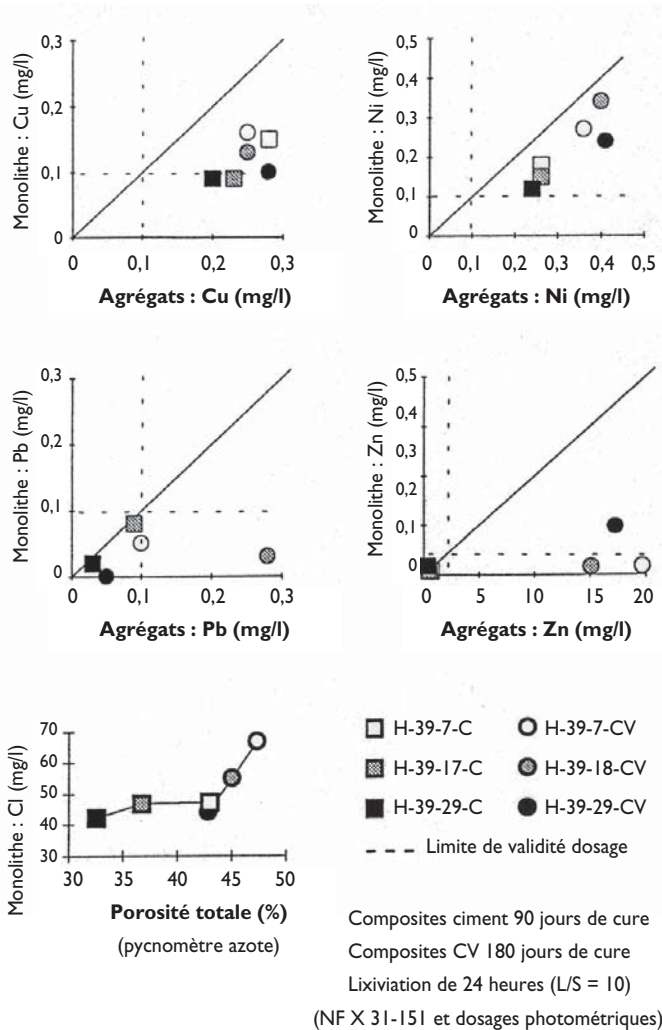 Monolithe : Cu (mg/l)
0,3
0,2
0,1
0
0 0,1 0,2 0,3
Agrégats : Cu (mg/l)
Monolithe : Ni (mg/l)
0,5
0,4
0,3
0,2
0,1
0
0 0,1 0,2 0,3 0,4 0,5
Agrégats : Ni (mg/l)
Monolithe : Pb (mg/l)
0,3
0,2
0,1
0
0 0,1 0,2 0,3
Agrégats : Pb (mg/l)
Monolithe : Zn (mg/l)
0,5
0,4
0,3
0,2
0,1
0
0 5 10 15 20
Agrégats : Zn (mg/l)
Monolithe : Cl (mg/l)
70
60
50
40
30
30 35 40 45 50
Porosité totale (%)
(pycnomètre azote)
H-39-7-C
H-39-7-CV
H-39-17-C
H-39-18-CV
H-39-29-C
H-39-29-CV
Limite de validité dosage
Composites ciment 90 jours de cure
Composites CV 180 jours de cure
Lixiviation de 24 heures (L/S = 10)
(NF X 31-151 et dosages photométriques)